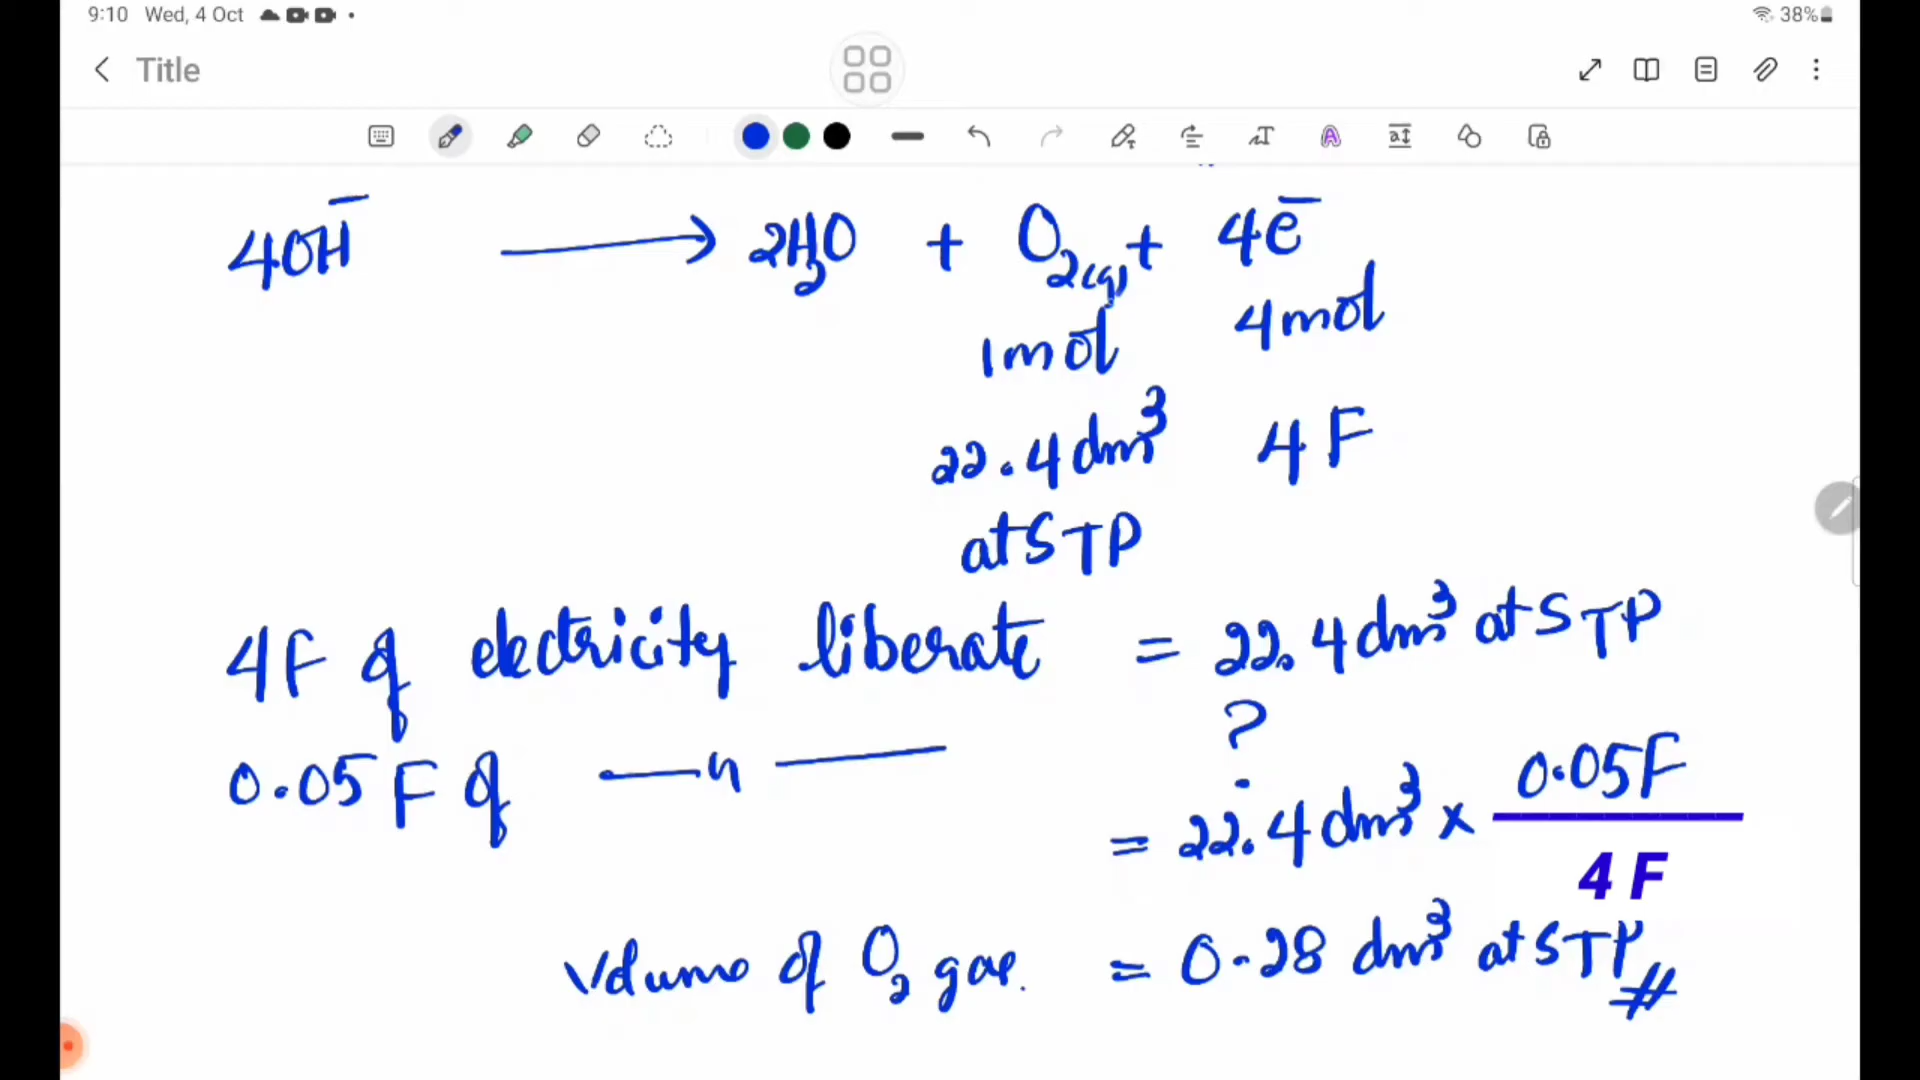 9:10 Wed, 4 Oct
38%
Title
4OH⁻ ⟶ 2H₂O + O₂(g) + 4e⁻
1mol 4mol
22.4dm³ 4F
at STP
4F of electricity liberate = 22.4dm³ at STP
?
0.05F of —— 〃 ——
= 22.4dm³ × 0.05F
4 F
Volume of O₂ gas. = 0.28 dm³ at STP